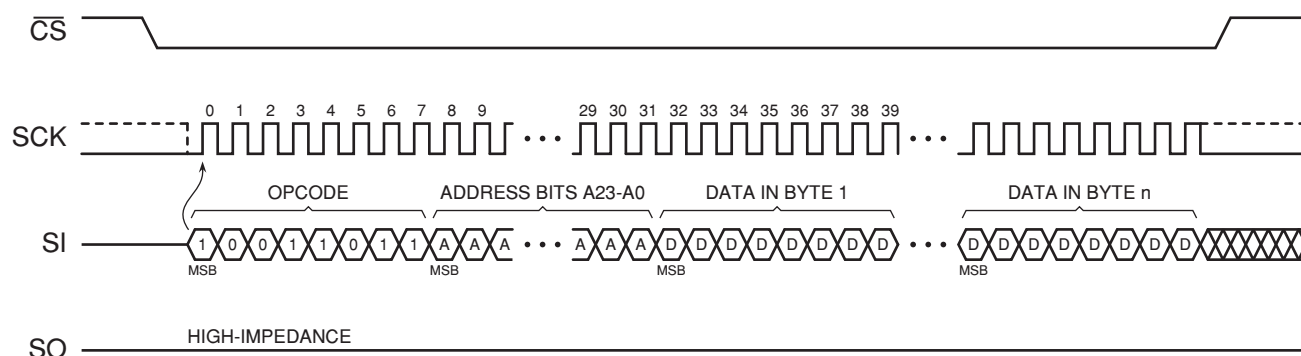 CS
0 1 2 3 4 5 6 7 8 9 29 30 31 32 33 34 35 36 37 38 39
SCK
OPCODE ADDRESS BITS A23-A0 DATA IN BYTE 1 DATA IN BYTE n
SI 1 0 0 1 1 0 1 1 A A A A A A D D D D D D D D D D D D D D D D
MSB MSB MSB MSB
HIGH-IMPEDANCE
SO